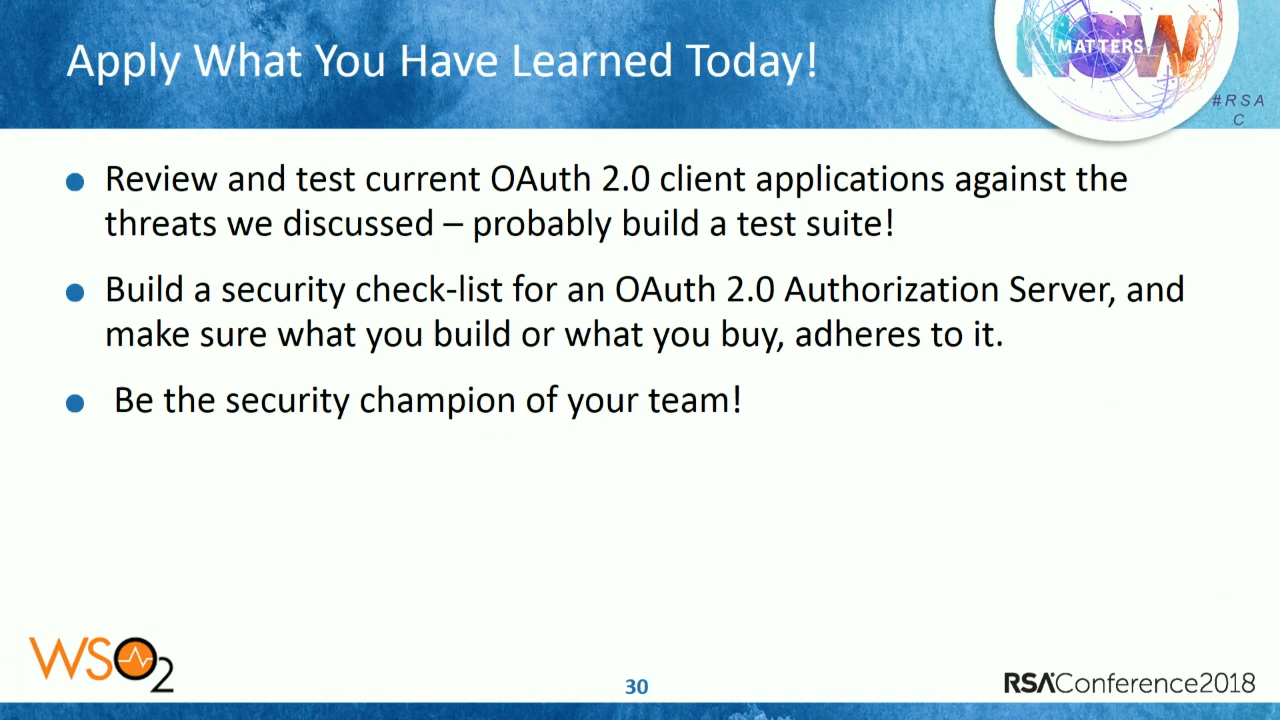 Apply What You Have Learned Today!
NOW
MATTERS
#RSA
C
● Review and test current OAuth 2.0 client applications against the
threats we discussed – probably build a test suite!
● Build a security check-list for an OAuth 2.0 Authorization Server, and
make sure what you build or what you buy, adheres to it.
● Be the security champion of your team!
WSO2
30
RSAConference2018